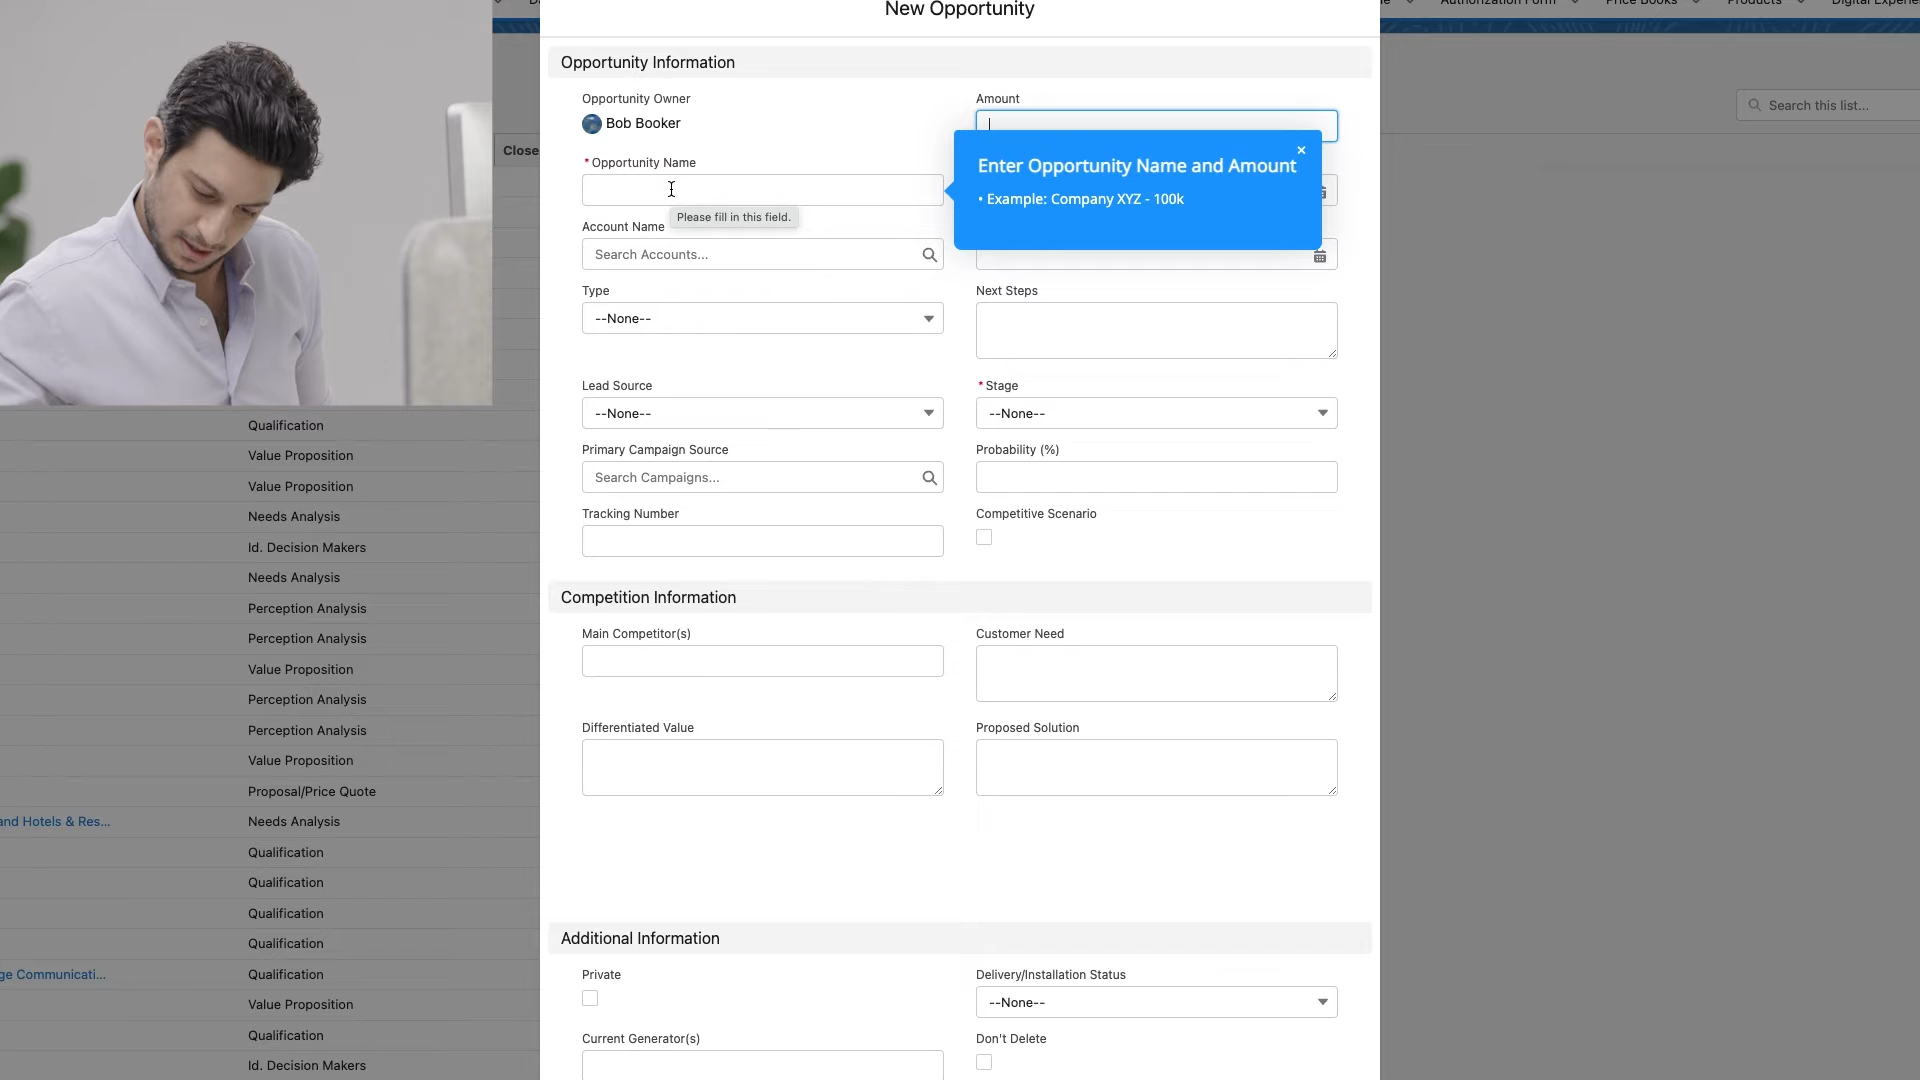 New Opportunity
Authorization Form
Price Books
Products
Search this list...
Close
Opportunity Information
Opportunity Owner
Bob Booker
Amount
* Opportunity Name
Please fill in this field.
Enter Opportunity Name and Amount
• Example: Company XYZ - 100k
×
Account Name
Search Accounts...
Type
--None--
Next Steps
Lead Source
--None--
* Stage
--None--
Primary Campaign Source
Search Campaigns...
Probability (%)
Tracking Number
Competitive Scenario
Competition Information
Main Competitor(s)
Customer Need
Differentiated Value
Proposed Solution
Additional Information
Private
Delivery/Installation Status
--None--
Current Generator(s)
Don't Delete
Qualification
Value Proposition
Value Proposition
Needs Analysis
Id. Decision Makers
Needs Analysis
Perception Analysis
Perception Analysis
Value Proposition
Perception Analysis
Perception Analysis
Value Proposition
Proposal/Price Quote
and Hotels & Res...
Needs Analysis
Qualification
Qualification
Qualification
Qualification
ge Communicati...
Qualification
Value Proposition
Qualification
Id. Decision Makers